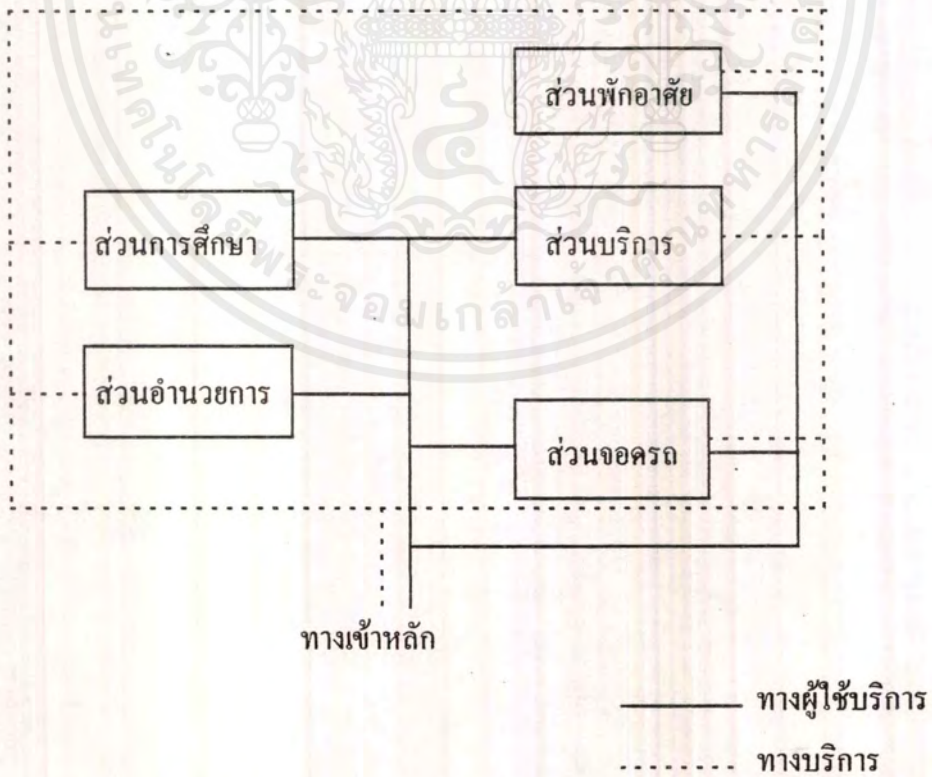 ส่วนพักอาศัย
ส่วนการศึกษา
ส่วนบริการ
ส่วนอำนวยการ
ส่วนจอดรถ
ทางเข้าหลัก
ทางผู้ใช้บริการ
ทางบริการ